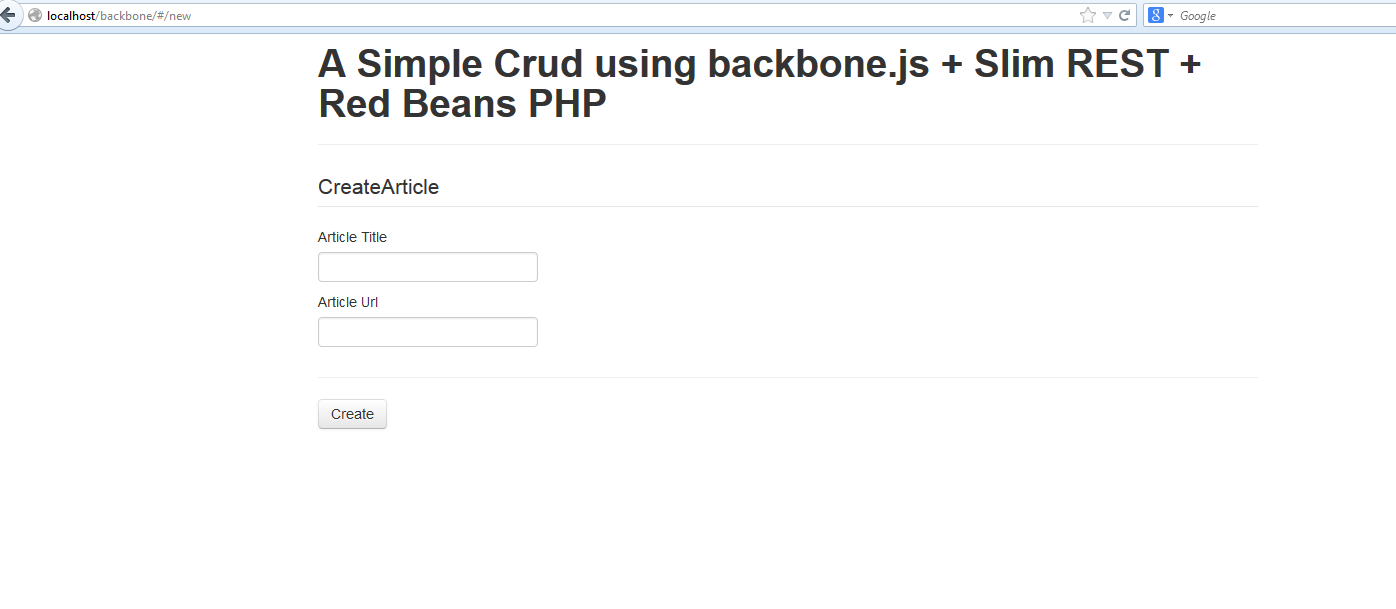 localhost/backbone/#/new
8 Google
A Simple Crud using backbone.js + Slim REST +
Red Beans PHP
CreateArticle
Article Title
Article Url
Create